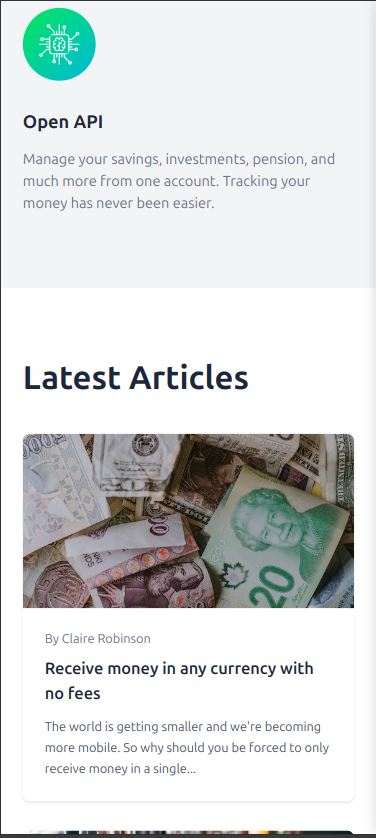 Open API
Manage your savings, investments, pension, and
much more from one account. Tracking your
money has never been easier.
Latest Articles
100
20
By Claire Robinson
Receive money in any currency with
no fees
The world is getting smaller and we're becoming
more mobile. So why should you be forced to only
receive money in a single...